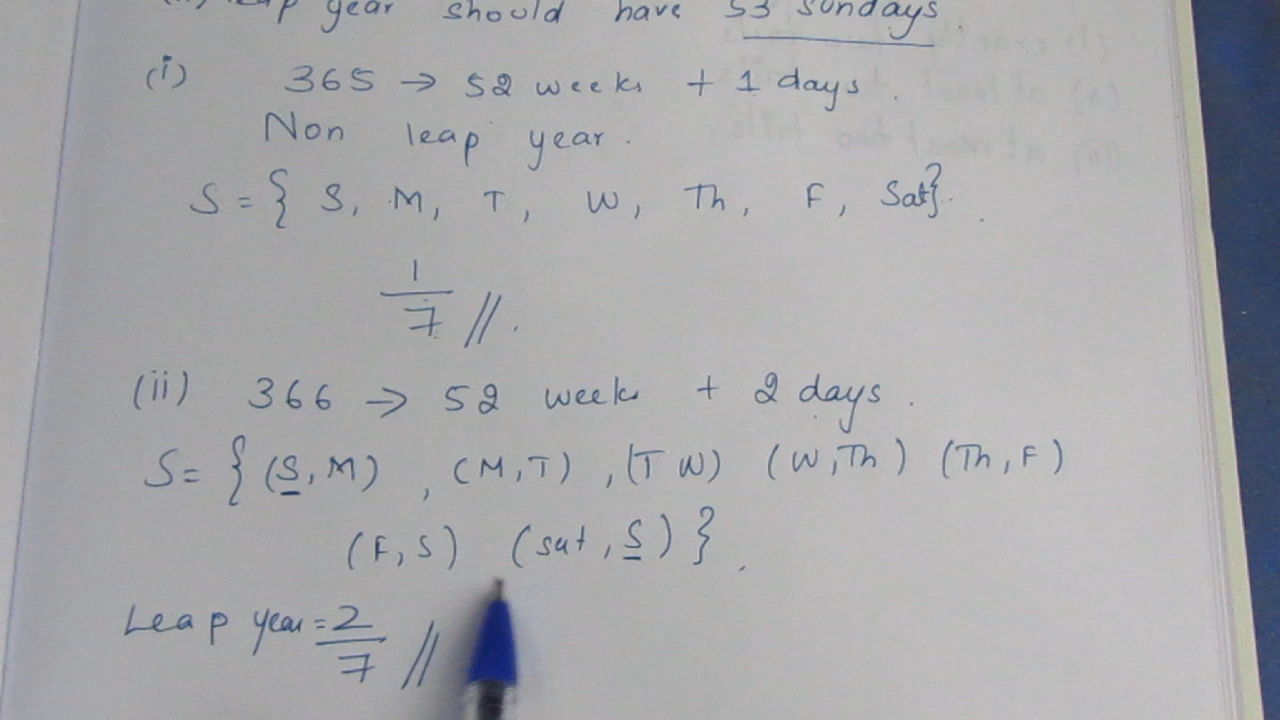 leap year should have 53 sundays.
(i) 365 → 52 weeks + 1 days.
Non leap year.
S = { S, M, T, W, Th, F, Sat}.
1/7 //.
(ii) 366 → 52 week + 2 days.
S = { (S, M) , (M, T) , (T W) (W, Th) (Th, F)
(F, S) (sat, S) } .
Leap year = 2/7 //